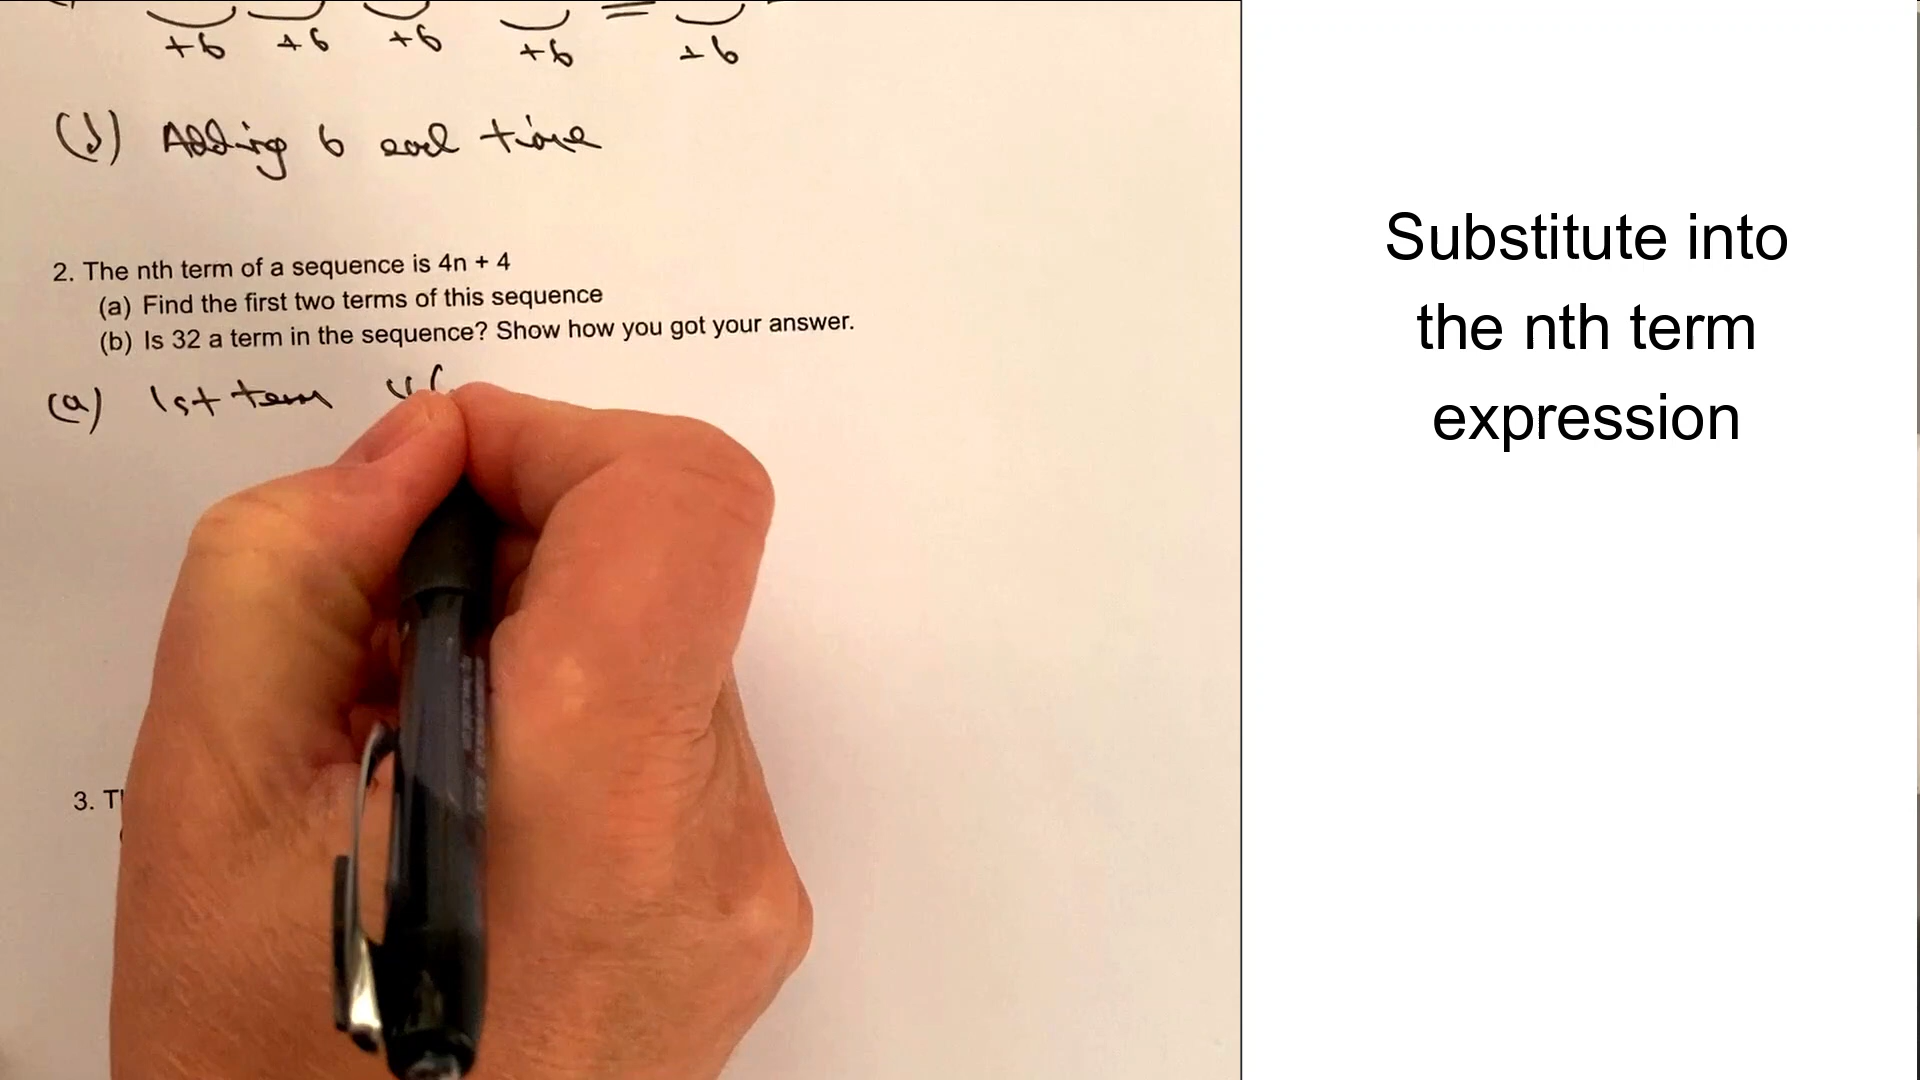 +6 +6 +6 +6 = +6
(b) Adding 6 each time
2. The nth term of a sequence is 4n + 4
(a) Find the first two terms of this sequence
(b) Is 32 a term in the sequence? Show how you got your answer.
(a) 1st term 4(
3.
Substitute into
the nth term
expression